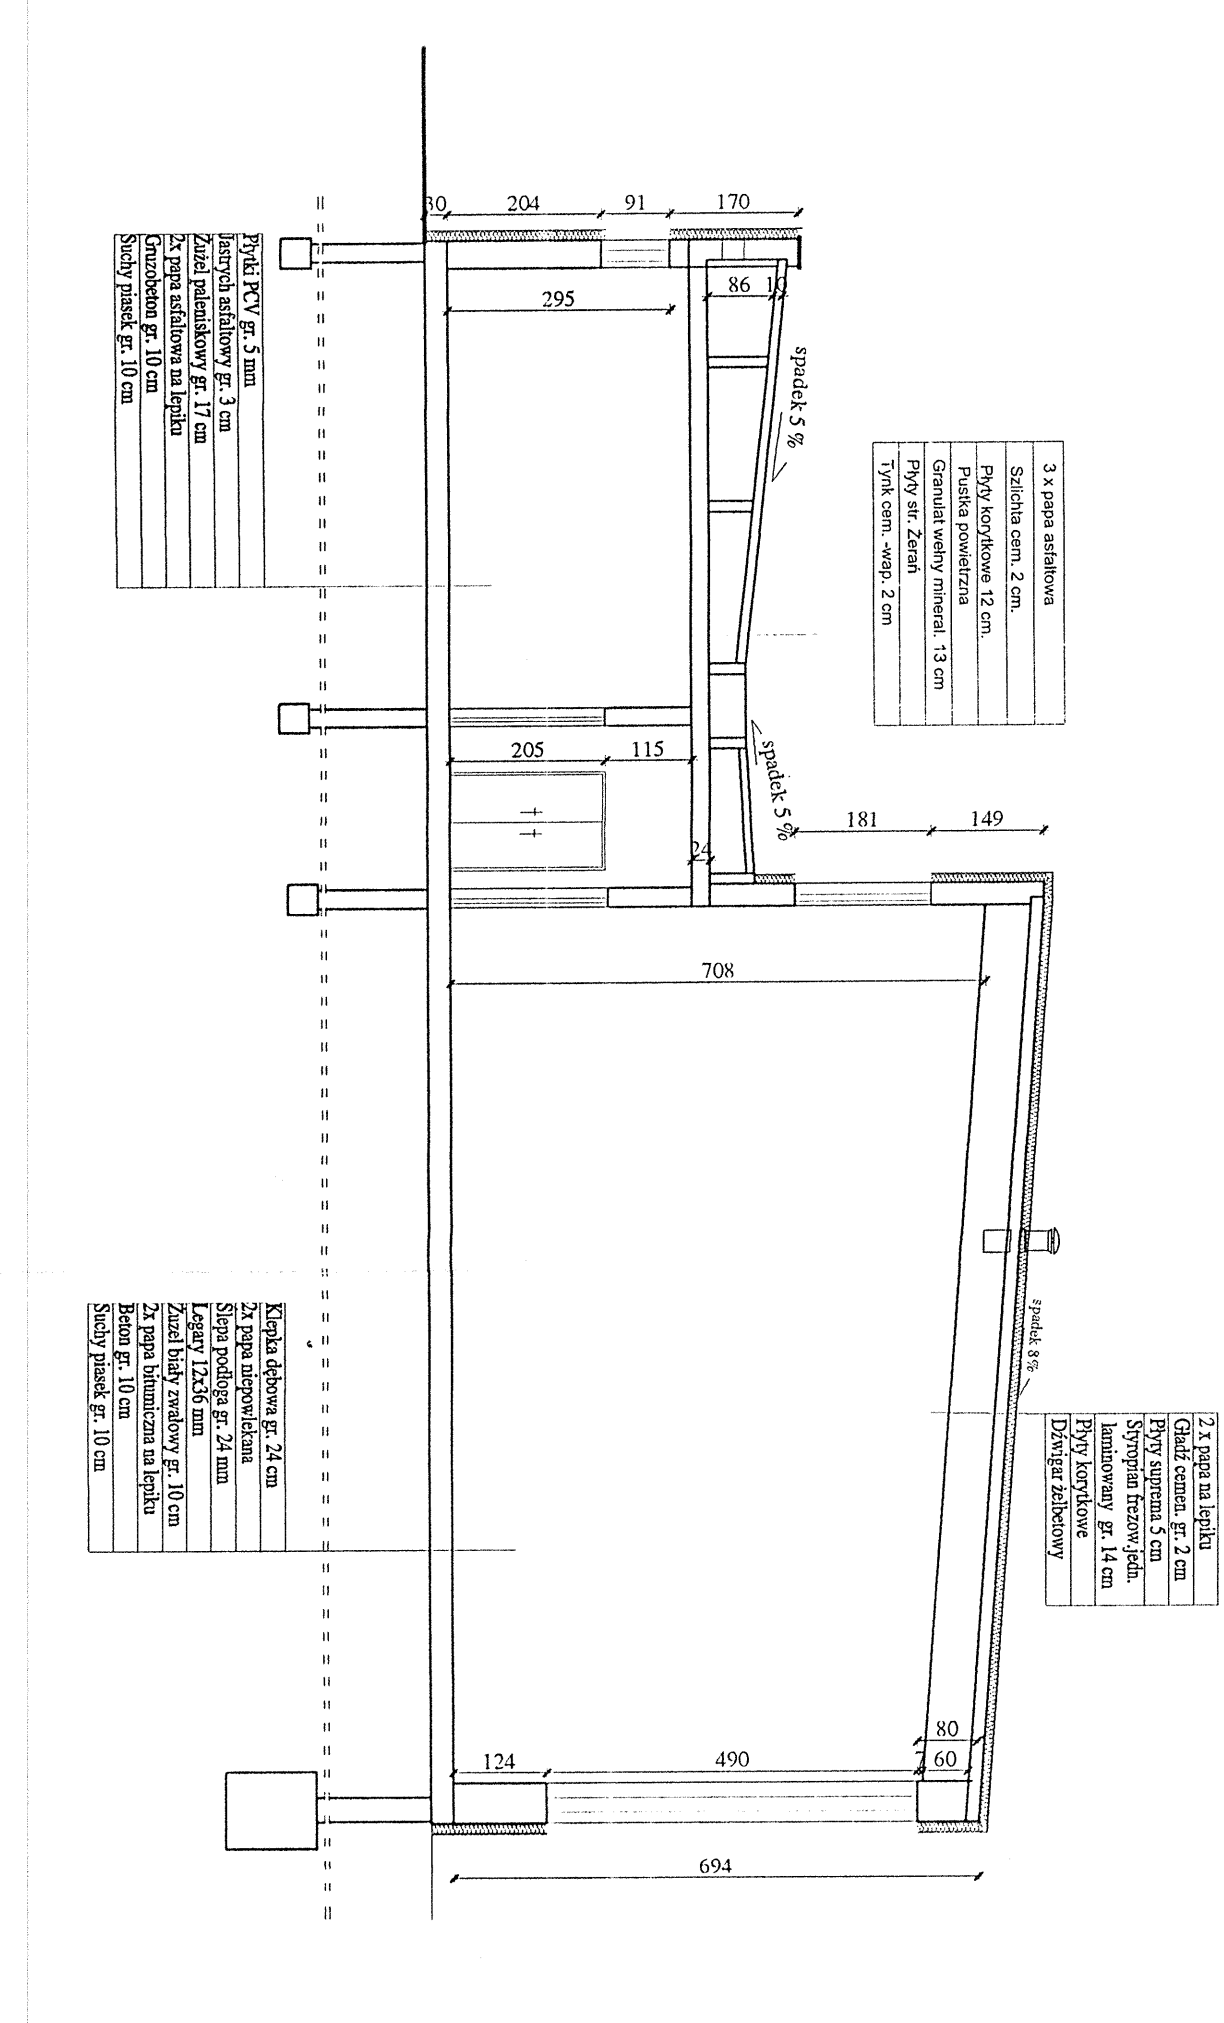 3 x papa asfaltowa
Szlichta cem. 2 cm.
Płyty korytkowe 12 cm.
Pustka powietrzna
Granulat wełny mineral. 13 cm
Płyty str. Żerań
Tynk cem. -wap. 2 cm
2 x papa na lepiku
Gładź cemen. gr. 2 cm
Płyty suprema 5 cm
Styropian frezow.jedn.
laminowany gr. 14 cm
Płyty korytkowe
Dźwigar żelbetowy
spadek 5 %
spadek 5 %
spadek 8%
170
91
204
30
86
10
295
149
181
24
115
205
708
80
60
7
490
124
694
Płytki PCV gr. 5 mm
Jastrych asfaltowy gr. 3 cm
Żużel paleniskowy gr. 17 cm
2x papa asfaltowa na lepiku
Gruzobeton gr. 10 cm
Suchy piasek gr. 10 cm
Klepka dębowa gr. 24 cm
2x papa niepowlekana
Ślepa podłoga gr. 24 mm
Legary 12x36 mm
Żużel biały zwałowy gr. 10 cm
2x papa bitumiczna na lepiku
Beton gr. 10 cm
Suchy piasek gr. 10 cm